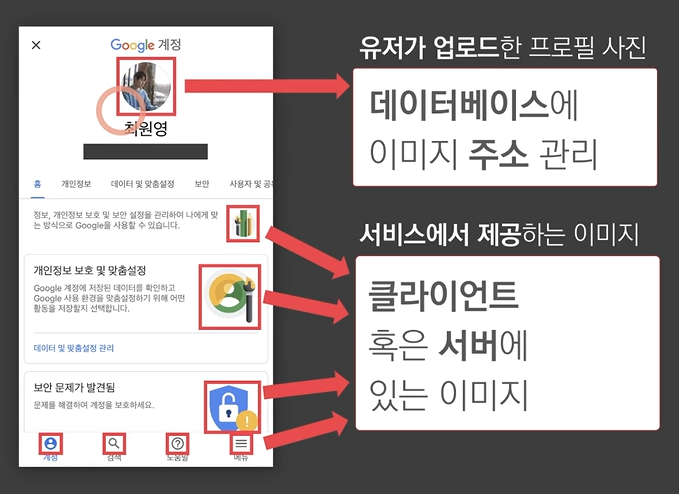 Google 계정
최원영
홈 개인정보 데이터 및 맞춤설정 보안 사용자 및 공유
정보, 개인정보 보호 및 보안 설정을 관리하여 나에게 맞
는 방식으로 Google을 사용할 수 있습니다.
개인정보 보호 및 맞춤설정
Google 계정에 저장된 데이터를 확인하고
Google 사용 환경을 맞춤설정하기 위해 어떤
활동을 저장할지 선택합니다.
데이터 및 맞춤설정 관리
보안 문제가 발견됨
문제를 해결하여 계정을 보호하세요.
계정 검색 도움말 메뉴
유저가 업로드한 프로필 사진
데이터베이스에
이미지 주소 관리
서비스에서 제공하는 이미지
클라이언트
혹은 서버에
있는 이미지